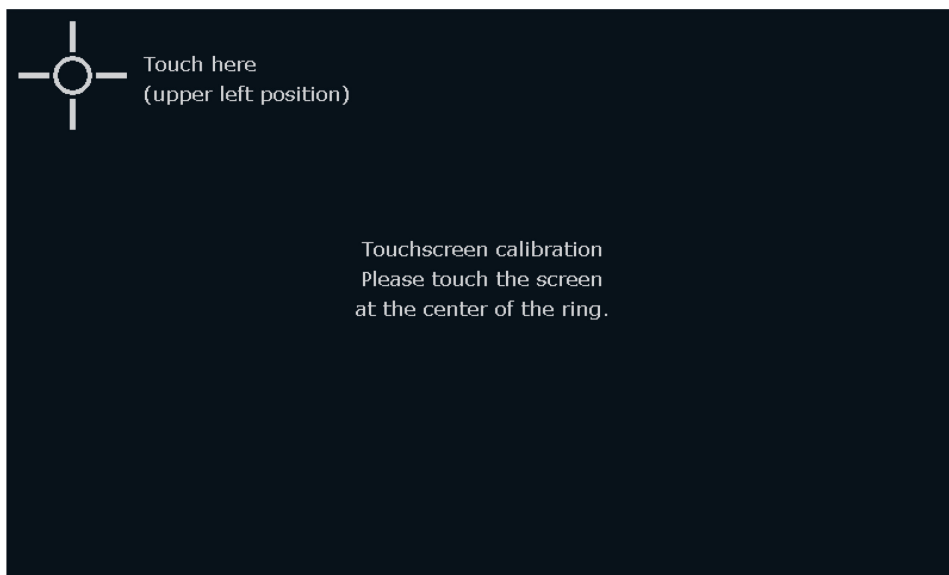 Touch here
(upper left position)
Touchscreen calibration
Please touch the screen
at the center of the ring.